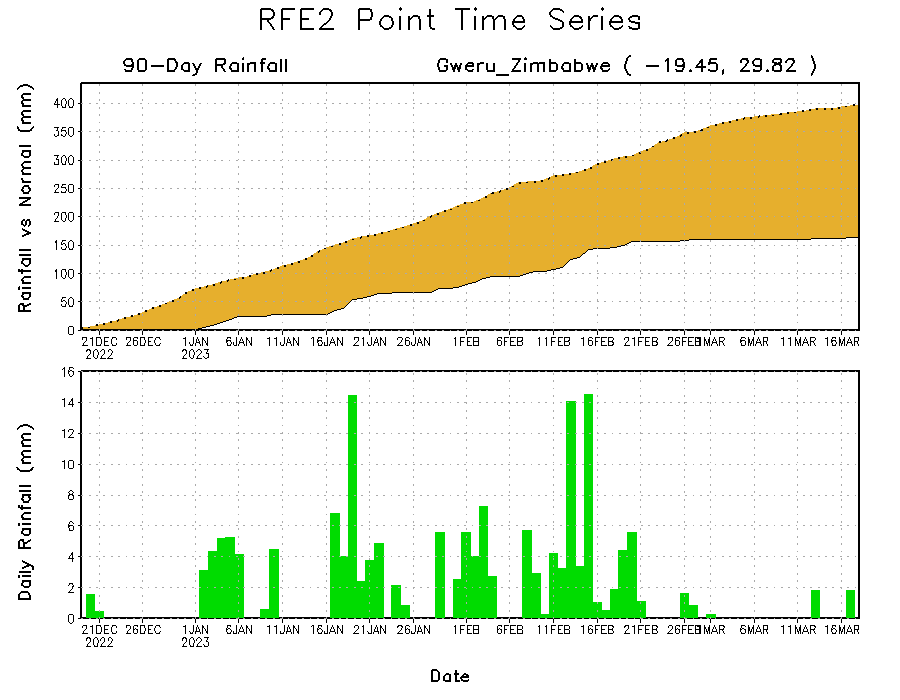 RFE2 Point Time Series
90-Day Rainfall
Gweru_Zimbabwe ( -19.45, 29.82 )
Rainfall vs Normal (mm)
400
350
300
250
200
150
100
50
0
21DEC 26DEC 1JAN 6JAN 11JAN 16JAN 21JAN 26JAN 1FEB 6FEB 11FEB 16FEB 21FEB 26FEB 1MAR 6MAR 11MAR 16MAR
2022 2023
Daily Rainfall (mm)
16
14
12
10
8
6
4
2
0
21DEC 26DEC 1JAN 6JAN 11JAN 16JAN 21JAN 26JAN 1FEB 6FEB 11FEB 16FEB 21FEB 26FEB 1MAR 6MAR 11MAR 16MAR
2022 2023
Date